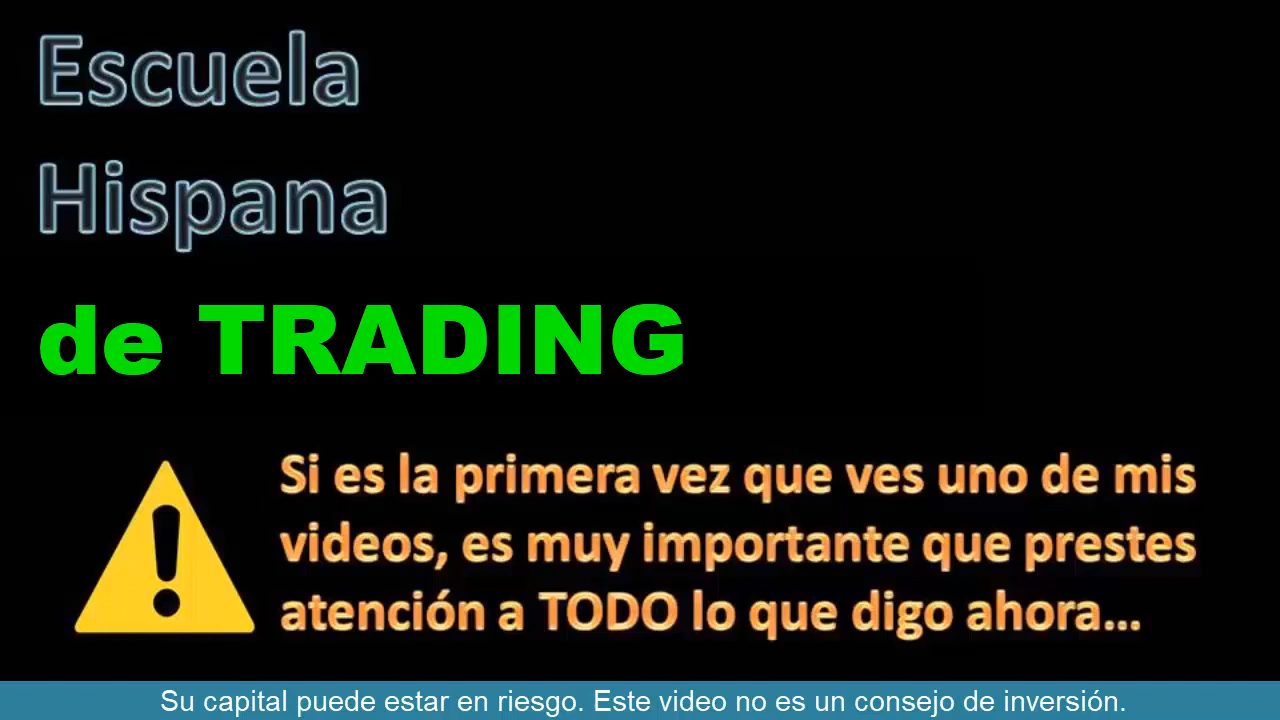 Escuela
Hispana
de TRADING
Si es la primera vez que ves uno de mis
videos, es muy importante que prestes
atención a TODO lo que digo ahora...
Su capital puede estar en riesgo. Este video no es un consejo de inversión.